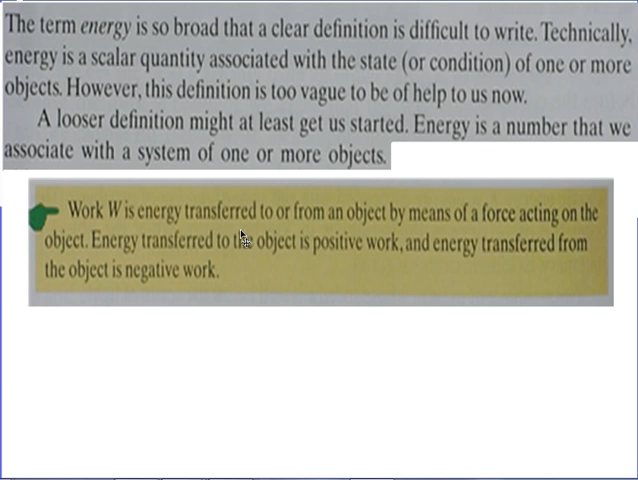 The term energy is so broad that a clear definition is difficult to write. Technically,
energy is a scalar quantity associated with the state (or condition) of one or more
objects. However, this definition is too vague to be of help to us now.
A looser definition might at least get us started. Energy is a number that we
associate with a system of one or more objects.
Work W is energy transferred to or from an object by means of a force acting on the
object. Energy transferred to the object is positive work, and energy transferred from
the object is negative work.